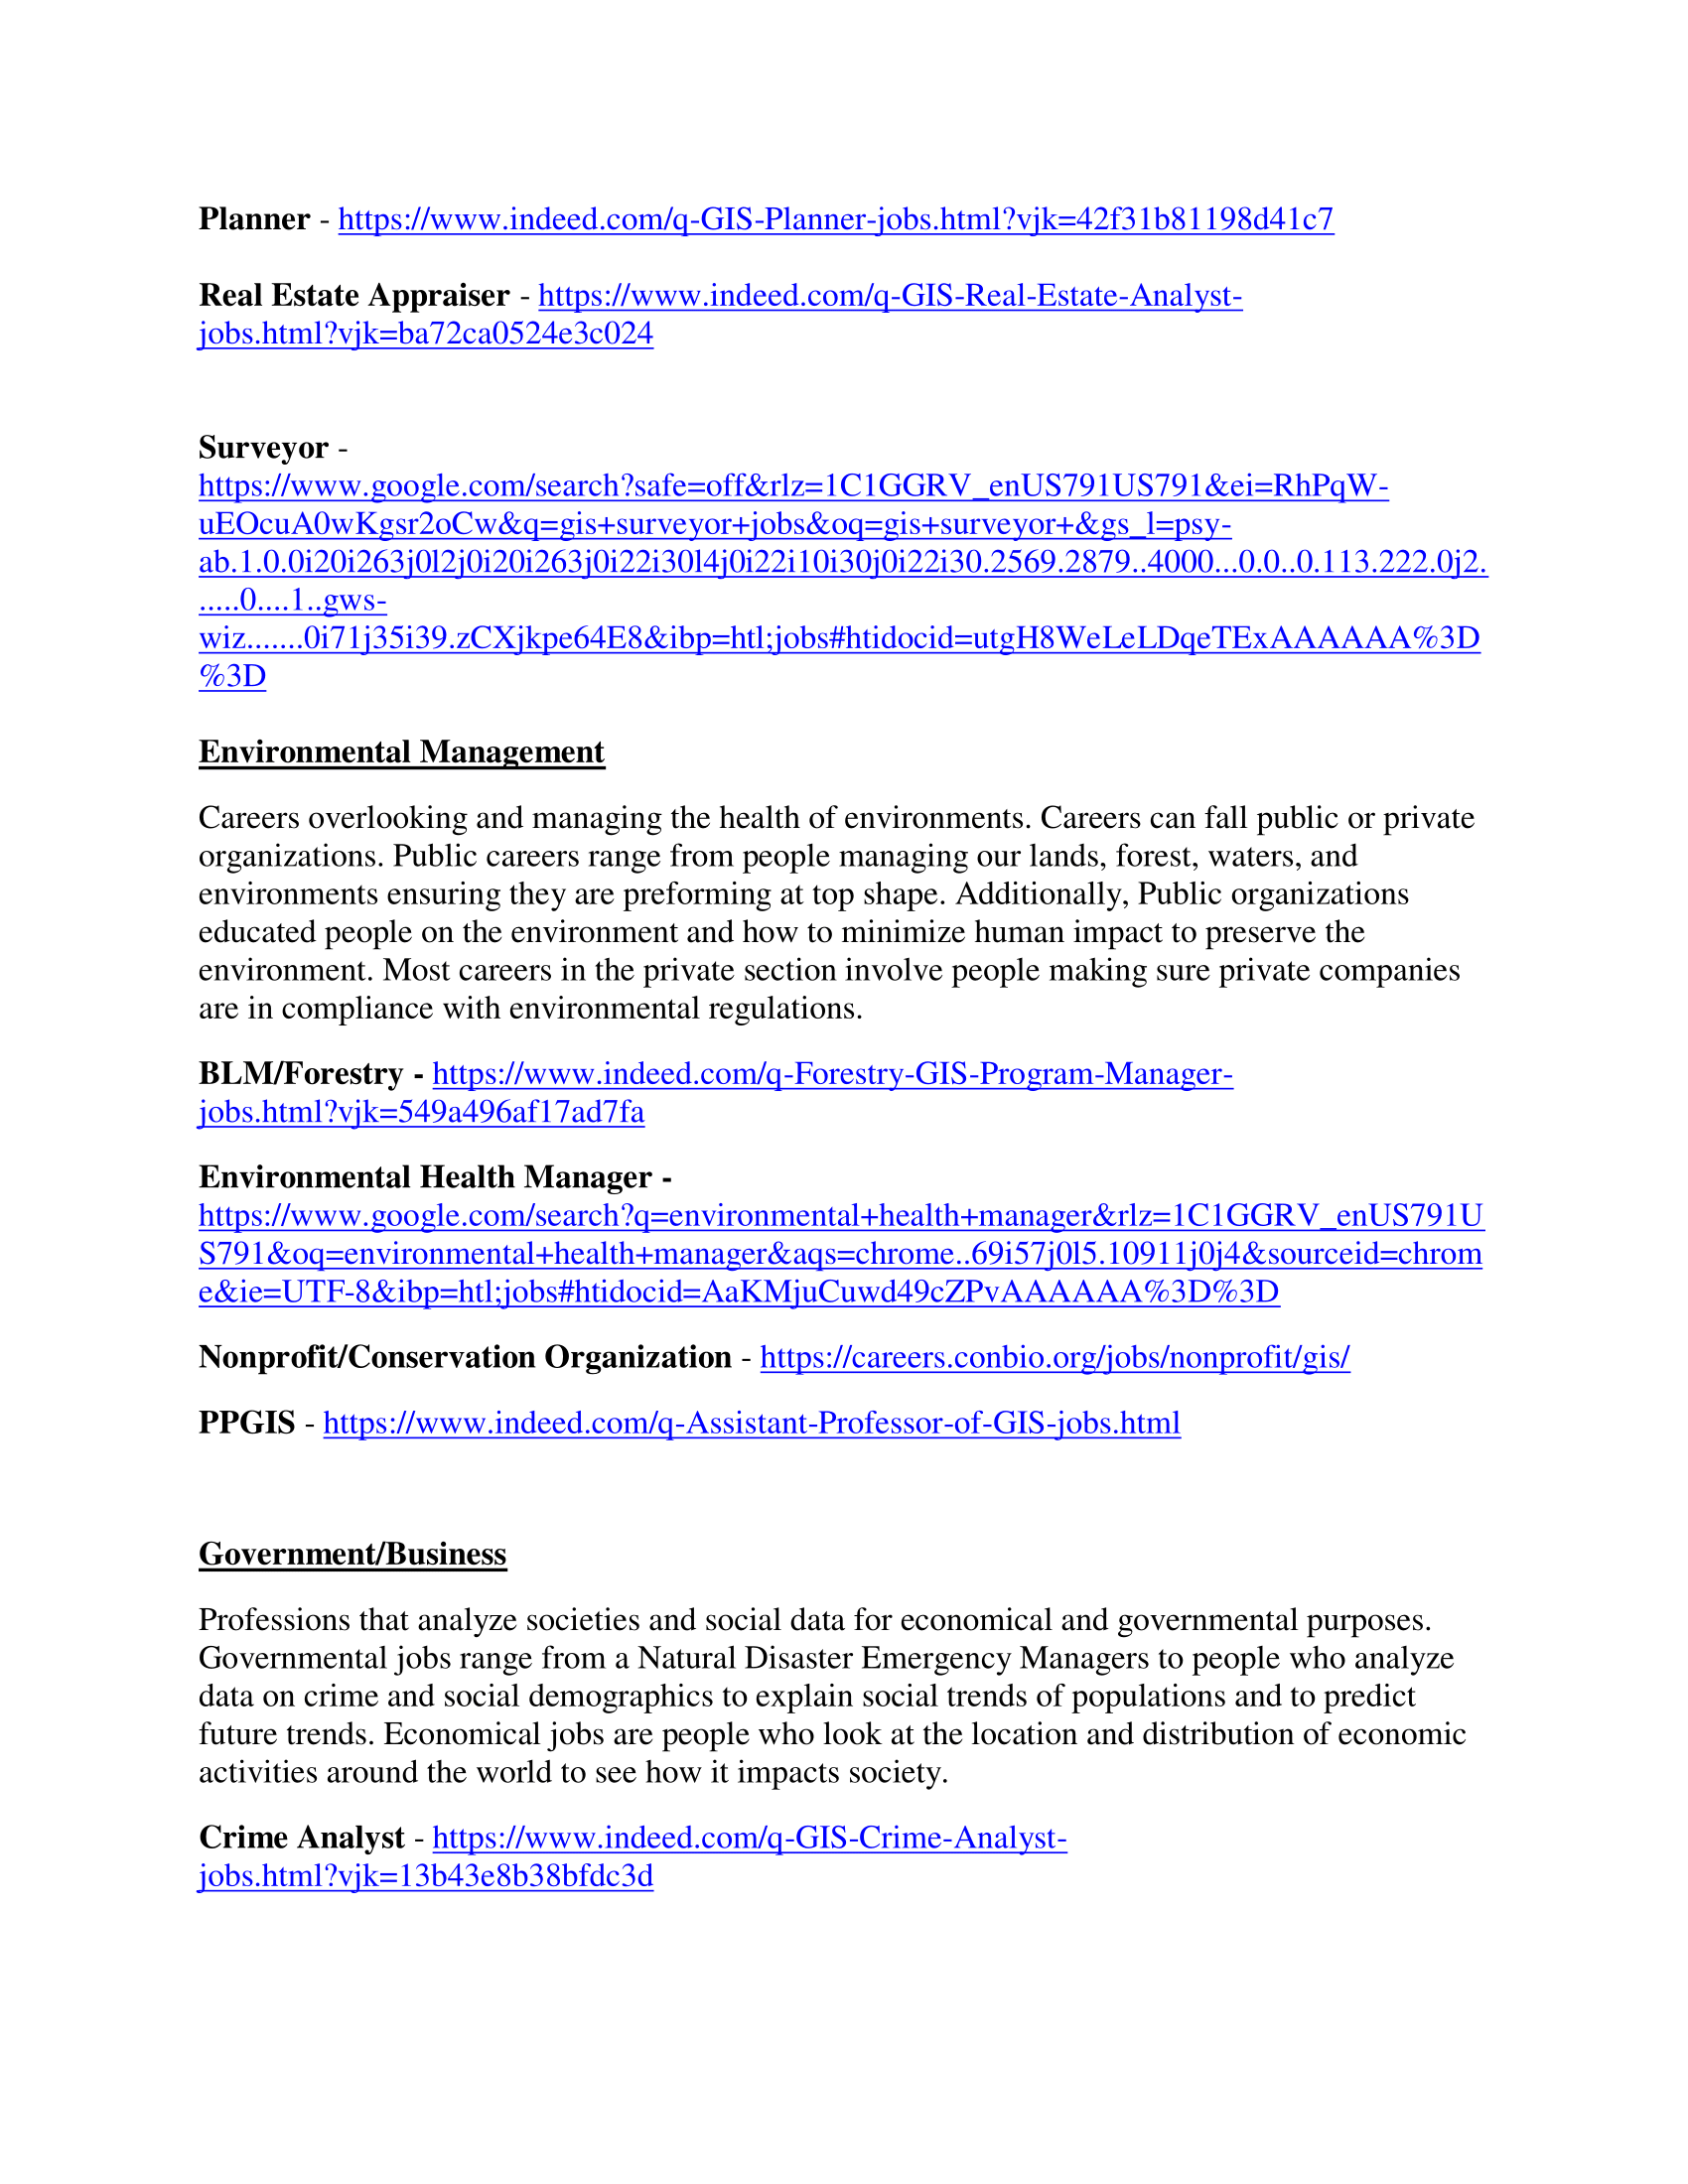 Planner - https://www.indeed.com/q-GIS-Planner-jobs.html?vjk=42f31b81198d41c7
Real Estate Appraiser - https://www.indeed.com/q-GIS-Real-Estate-Analyst-
jobs.html?vjk=ba72ca0524e3c024
Surveyor -
https://www.google.com/search?safe=off&rlz=1C1GGRV_enUS791US791&ei=RhPqW-
uEOcuA0wKgsr2oCw&q=gis+surveyor+jobs&oq=gis+surveyor+&gs_l=psy-
ab.1.0.0i20i263j0l2j0i20i263j0i22i30l4j0i22i10i30j0i22i30.2569.2879..4000...0.0..0.113.222.0j2.
.....0....1..gws-
wiz.......0i71j35i39.zCXjkpe64E8&ibp=htl;jobs#htidocid=utgH8WeLeLDqeTExAAAAAA%3D
%3D
Environmental Management
Careers overlooking and managing the health of environments. Careers can fall public or private
organizations. Public careers range from people managing our lands, forest, waters, and
environments ensuring they are preforming at top shape. Additionally, Public organizations
educated people on the environment and how to minimize human impact to preserve the
environment. Most careers in the private section involve people making sure private companies
are in compliance with environmental regulations.
BLM/Forestry - https://www.indeed.com/q-Forestry-GIS-Program-Manager-
jobs.html?vjk=549a496af17ad7fa
Environmental Health Manager -
https://www.google.com/search?q=environmental+health+manager&rlz=1C1GGRV_enUS791U
S791&oq=environmental+health+manager&aqs=chrome..69i57j0l5.10911j0j4&sourceid=chrom
e&ie=UTF-8&ibp=htl;jobs#htidocid=AaKMjuCuwd49cZPvAAAAAA%3D%3D
Nonprofit/Conservation Organization - https://careers.conbio.org/jobs/nonprofit/gis/
PPGIS - https://www.indeed.com/q-Assistant-Professor-of-GIS-jobs.html
Government/Business
Professions that analyze societies and social data for economical and governmental purposes.
Governmental jobs range from a Natural Disaster Emergency Managers to people who analyze
data on crime and social demographics to explain social trends of populations and to predict
future trends. Economical jobs are people who look at the location and distribution of economic
activities around the world to see how it impacts society.
Crime Analyst - https://www.indeed.com/q-GIS-Crime-Analyst-
jobs.html?vjk=13b43e8b38bfdc3d